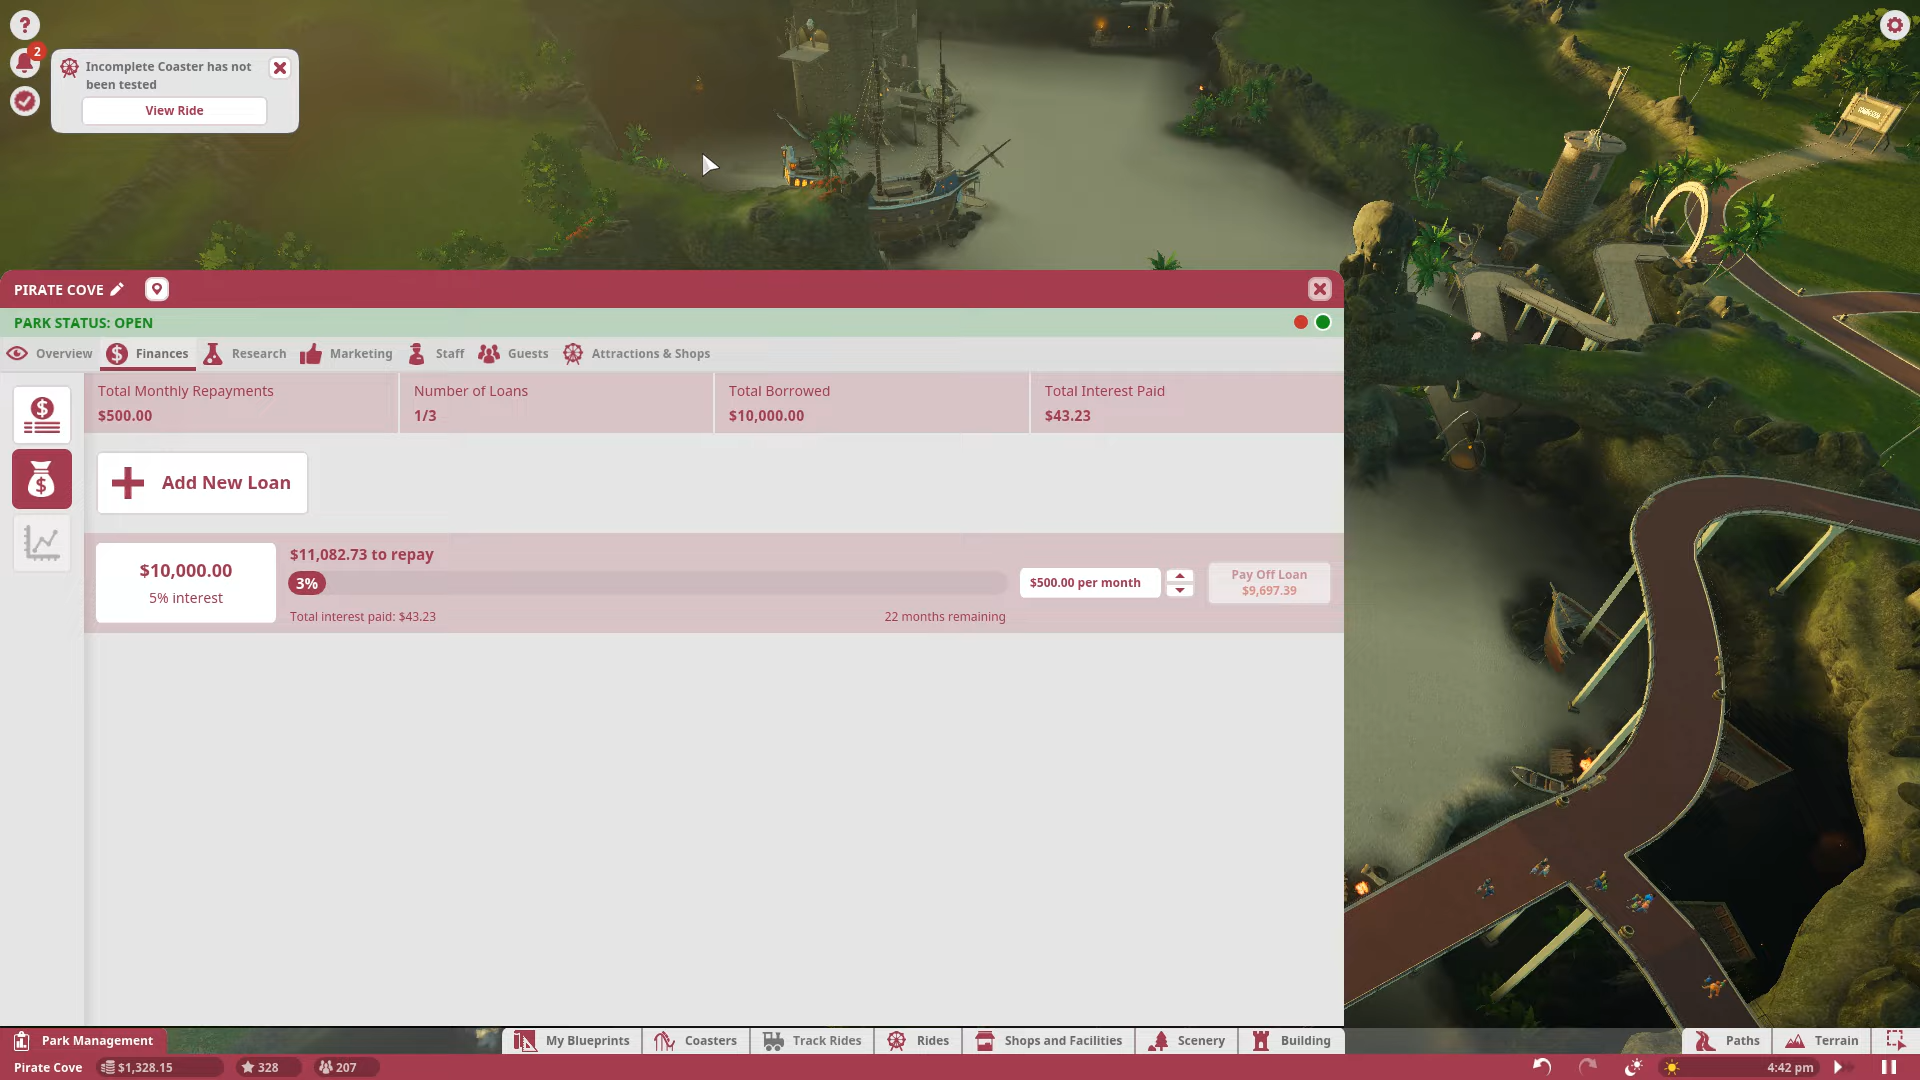 ?
2
Incomplete Coaster has not
been tested
View Ride
PIRATE COVE
PARK STATUS: OPEN
Overview
Finances
Research
Marketing
Staff
Guests
Attractions & Shops
Total Monthly Repayments
$500.00
Number of Loans
1/3
Total Borrowed
$10,000.00
Total Interest Paid
$43.23
Add New Loan
$10,000.00
5% interest
$11,082.73 to repay
3%
Total interest paid: $43.23
22 months remaining
$500.00 per month
Pay Off Loan
$9,697.39
Park Management
My Blueprints
Coasters
Track Rides
Rides
Shops and Facilities
Scenery
Building
Paths
Terrain
Pirate Cove
$1,328.15
328
207
4:42 pm